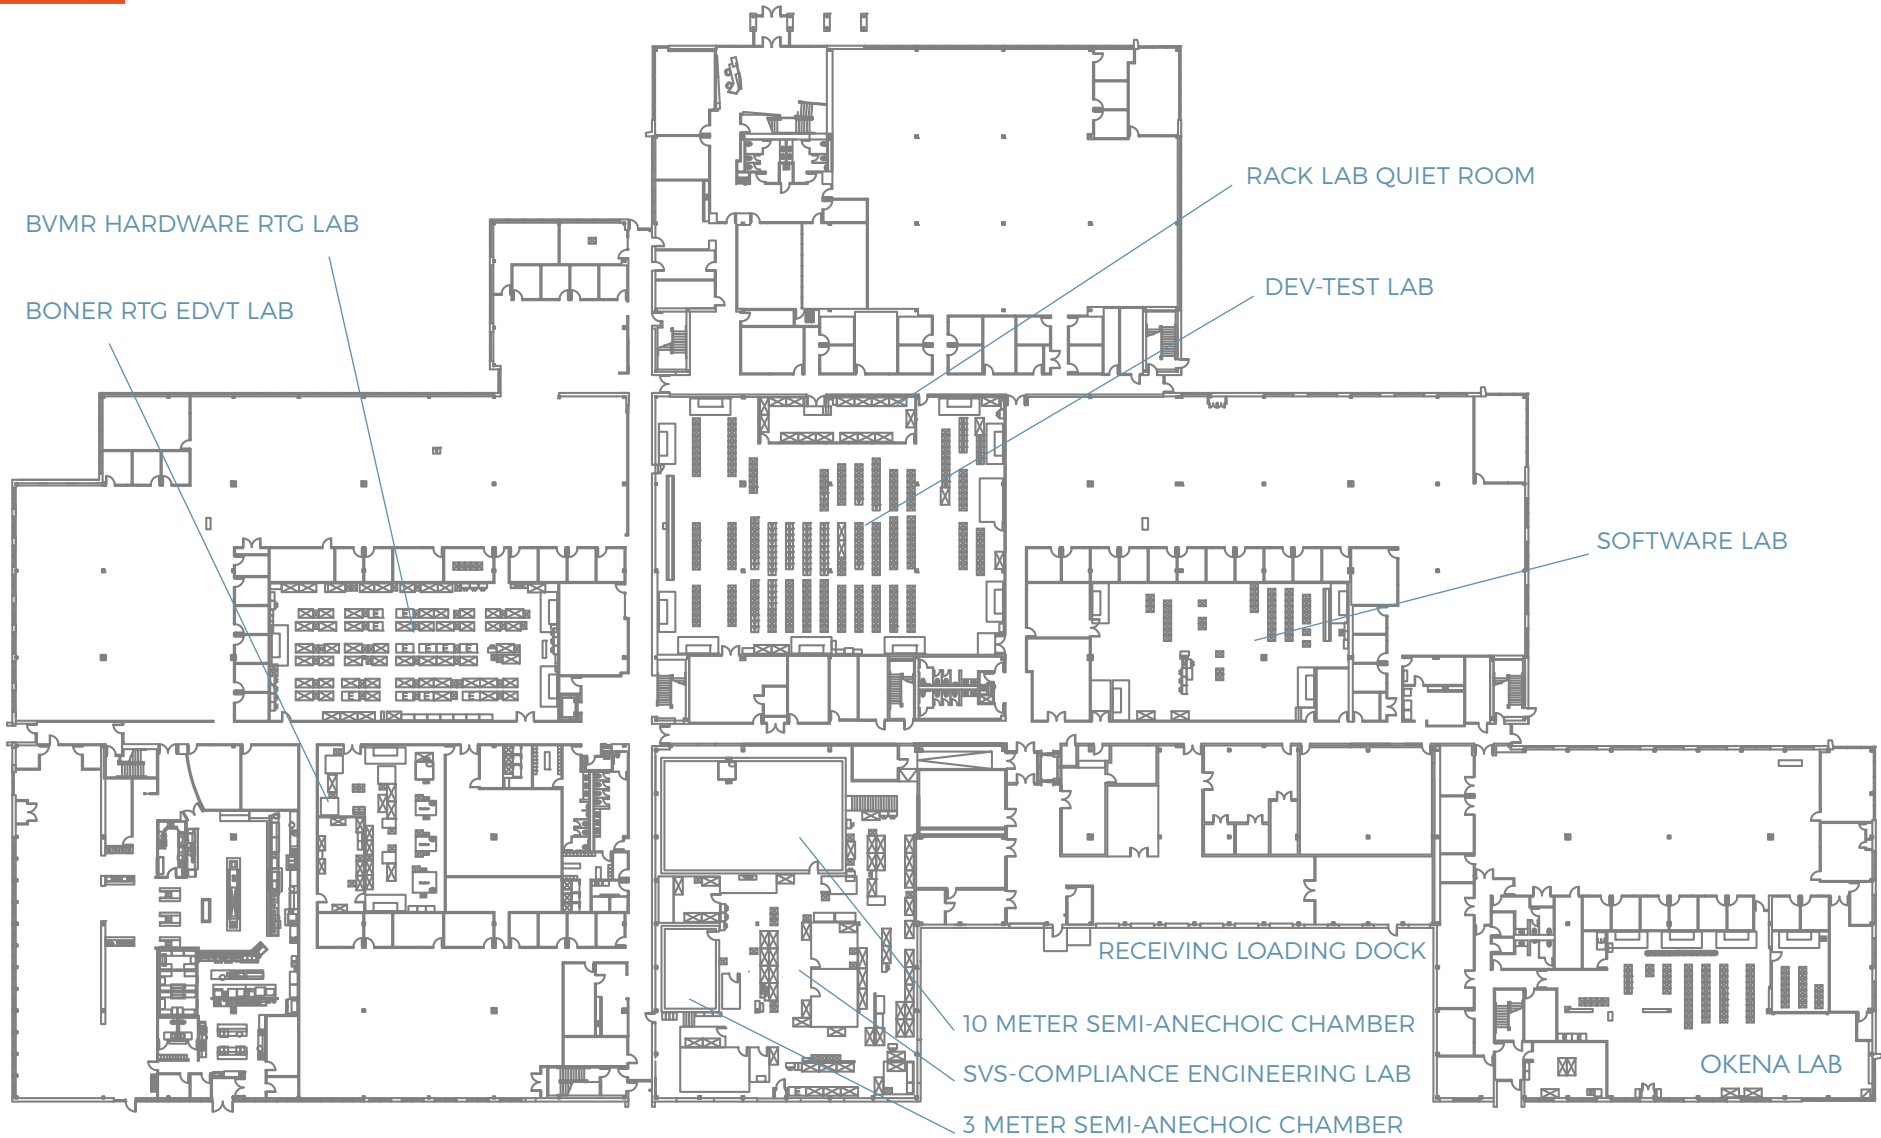 RACK LAB QUIET ROOM
BVMR HARDWARE RTG LAB
DEV-TEST LAB
BONER RTG EDVT LAB
SOFTWARE LAB
RECEIVING LOADING DOCK
10 METER SEMI-ANECHOIC CHAMBER
OKENA LAB
SVS-COMPLIANCE ENGINEERING LAB
3 METER SEMI-ANECHOIC CHAMBER